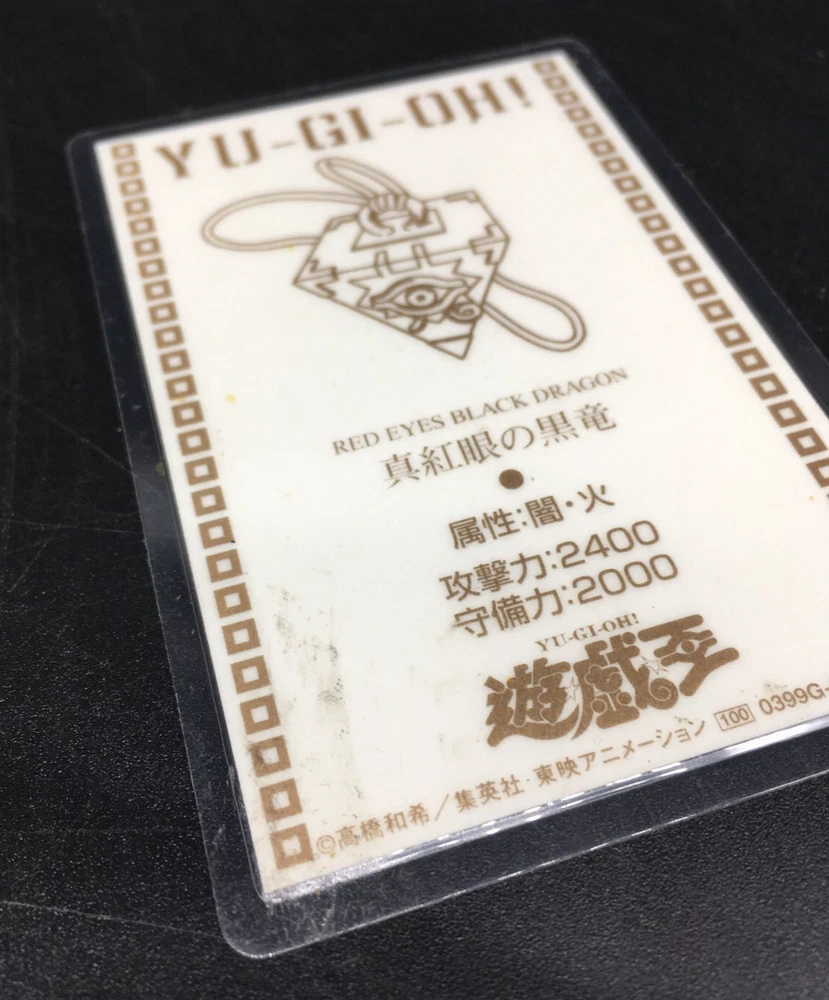 YU-GI-OH!
RED EYES BLACK DRAGON
真紅眼の黒竜
属性:闇・火
攻撃力:2400
守備力:2000
YU-GI-OH!
遊戯王
©高橋和希／集英社・東映アニメーション 100 0399G-